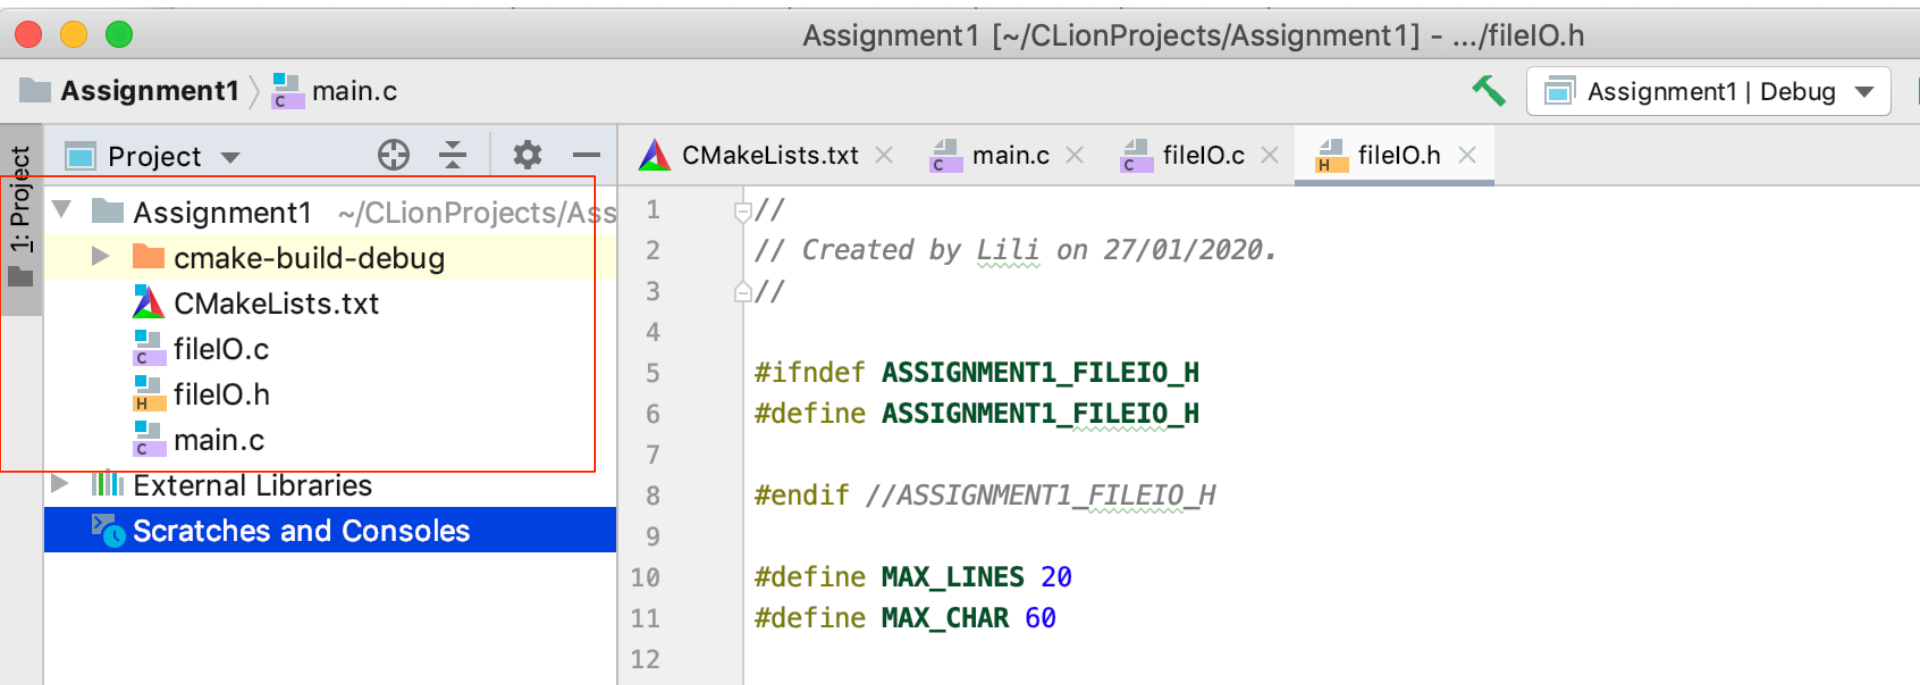 Assignment1 [~/CLionProjects/Assignment1] - .../fileIO.h
Assignment1 main.c
Assignment1 | Debug
1: Project
Project
Assignment1 ~/CLionProjects/Ass
cmake-build-debug
CMakeLists.txt
fileIO.c
fileIO.h
main.c
External Libraries
Scratches and Consoles
CMakeLists.txt main.c fileIO.c fileIO.h
1 //
2 // Created by Lili on 27/01/2020.
3 //
4
5 #ifndef ASSIGNMENT1_FILEIO_H
6 #define ASSIGNMENT1_FILEIO_H
7
8 #endif //ASSIGNMENT1_FILEIO_H
9
10 #define MAX_LINES 20
11 #define MAX_CHAR 60
12